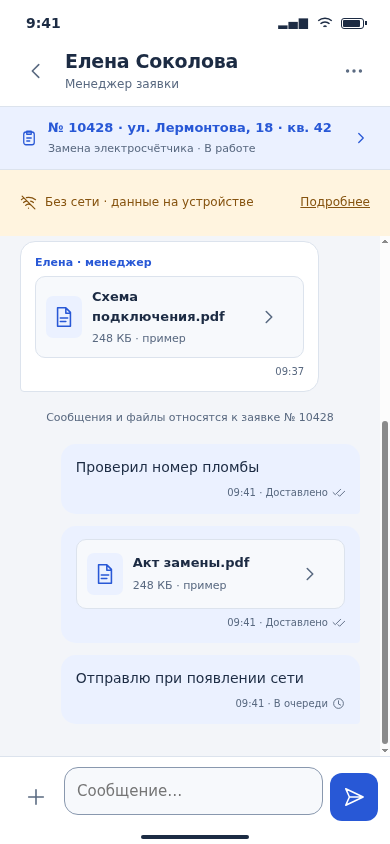 9:41
Елена Соколова
Менеджер заявки
№ 10428 · ул. Лермонтова, 18 · кв. 42
Замена электросчётчика · В работе
Без сети · данные на устройстве
Подробнее
Елена · менеджер
Схема
подключения.pdf
248 КБ · пример
09:37
Сообщения и файлы относятся к заявке № 10428
Проверил номер пломбы
09:41 · Доставлено
Акт замены.pdf
248 КБ · пример
09:41 · Доставлено
Отправлю при появлении сети
09:41 · В очереди
Сообщение…